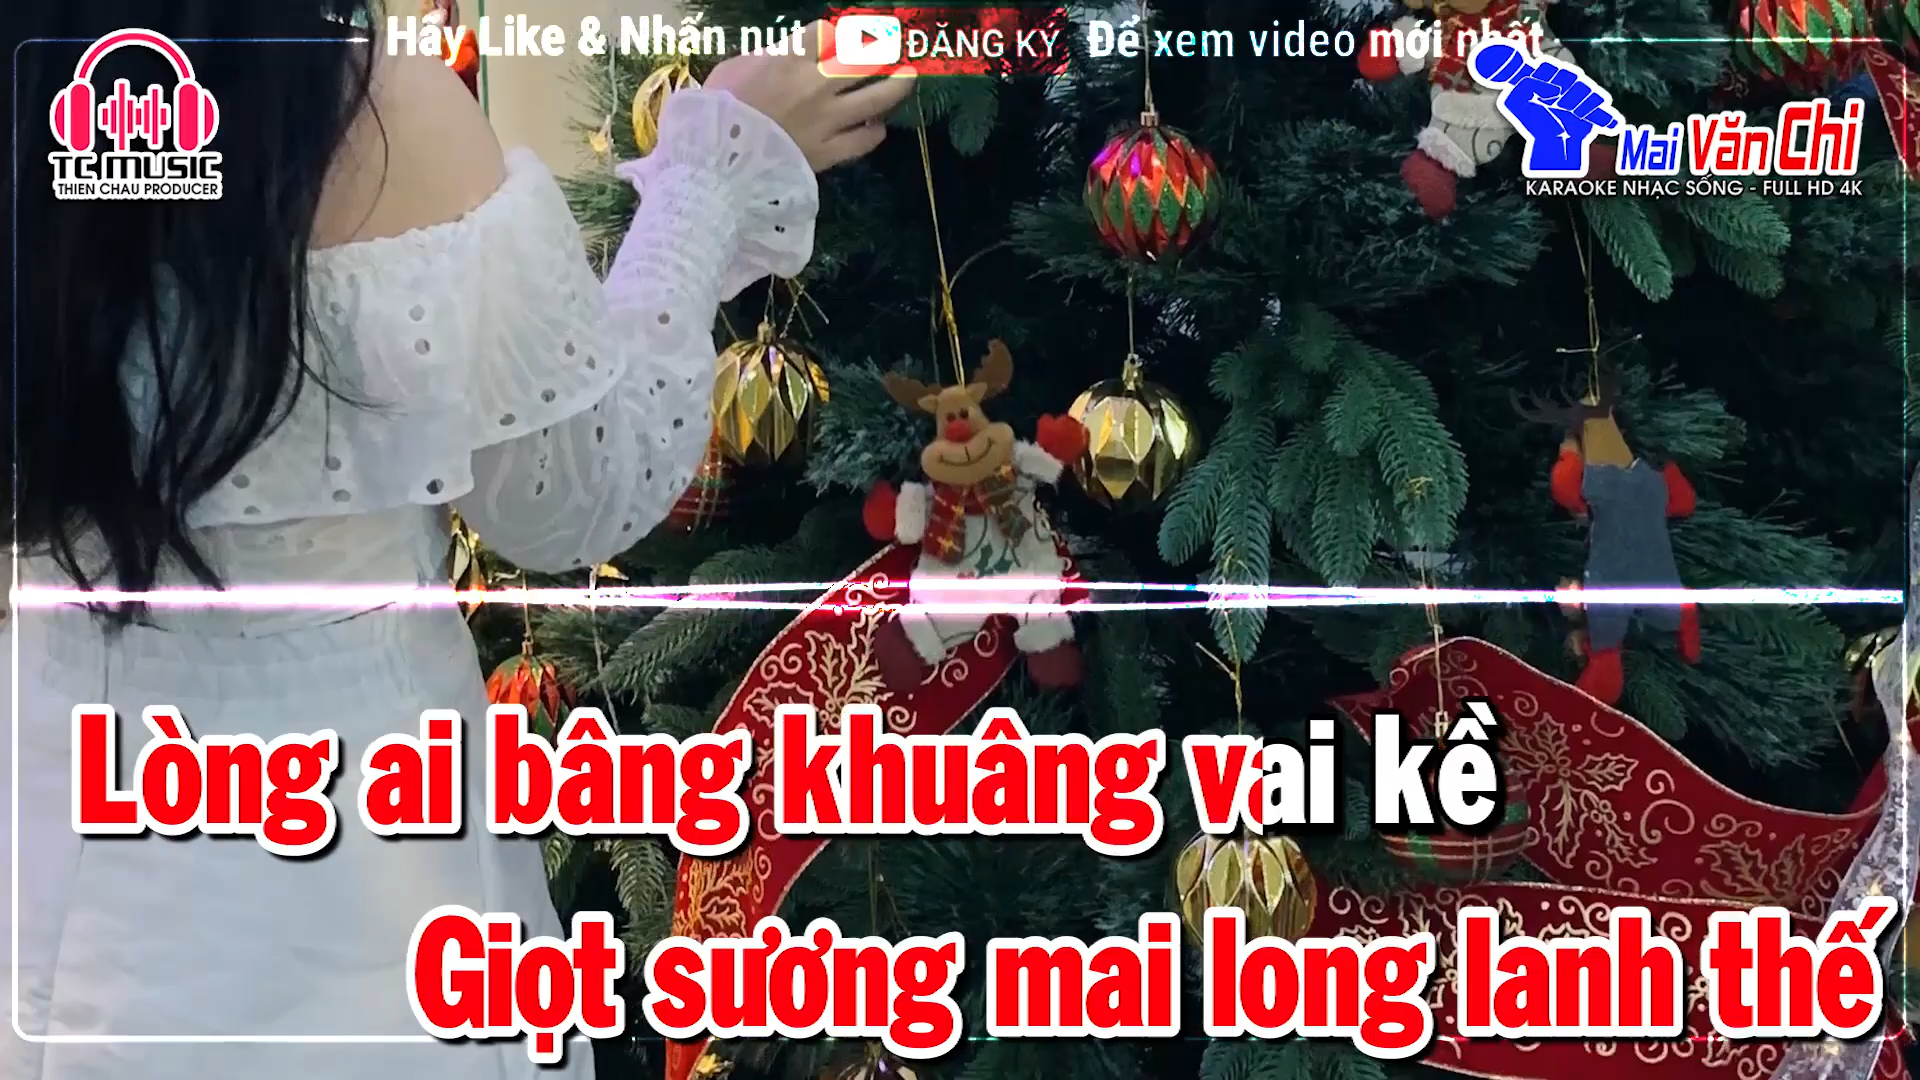 Hãy Like & Nhấn nút ĐĂNG KÝ Để xem video mới nhất
TC MUSIC
THIEN CHAU PRODUCER
Mai Văn Chi
KARAOKE NHẠC SỐNG - FULL HD 4K
Lòng ai bâng khuâng vai kề
Giọt sương mai long lanh thế